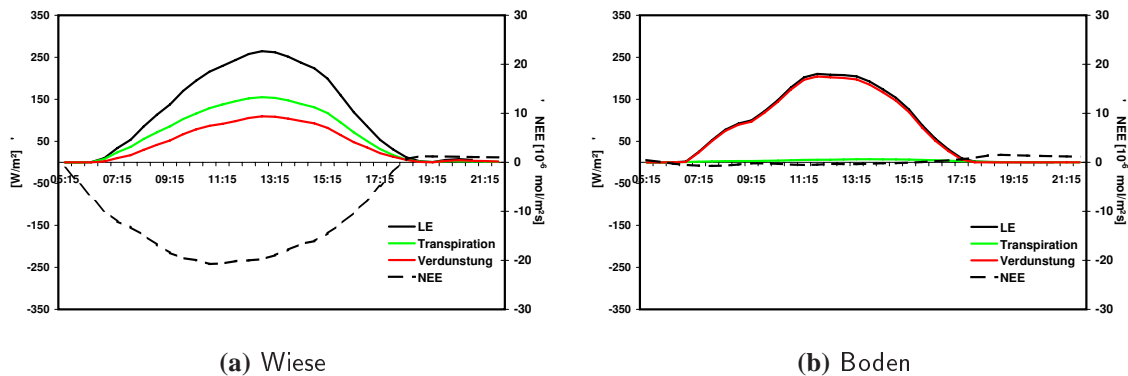 350
250
150
50
-50
-150
-250
-350
[W/m²]
30
20
10
0
-10
-20
-30
NEE [10⁻⁶ mol/m²s]
05:15 07:15 09:15 11:15 13:15 15:15 17:15 19:15 21:15
LE
Transpiration
Verdunstung
NEE
(a) Wiese
350
250
150
50
-50
-150
-250
-350
[W/m²]
30
20
10
0
-10
-20
-30
NEE [10⁻⁶ mol/m²s]
05:15 07:15 09:15 11:15 13:15 15:15 17:15 19:15 21:15
LE
Transpiration
Verdunstung
NEE
(b) Boden